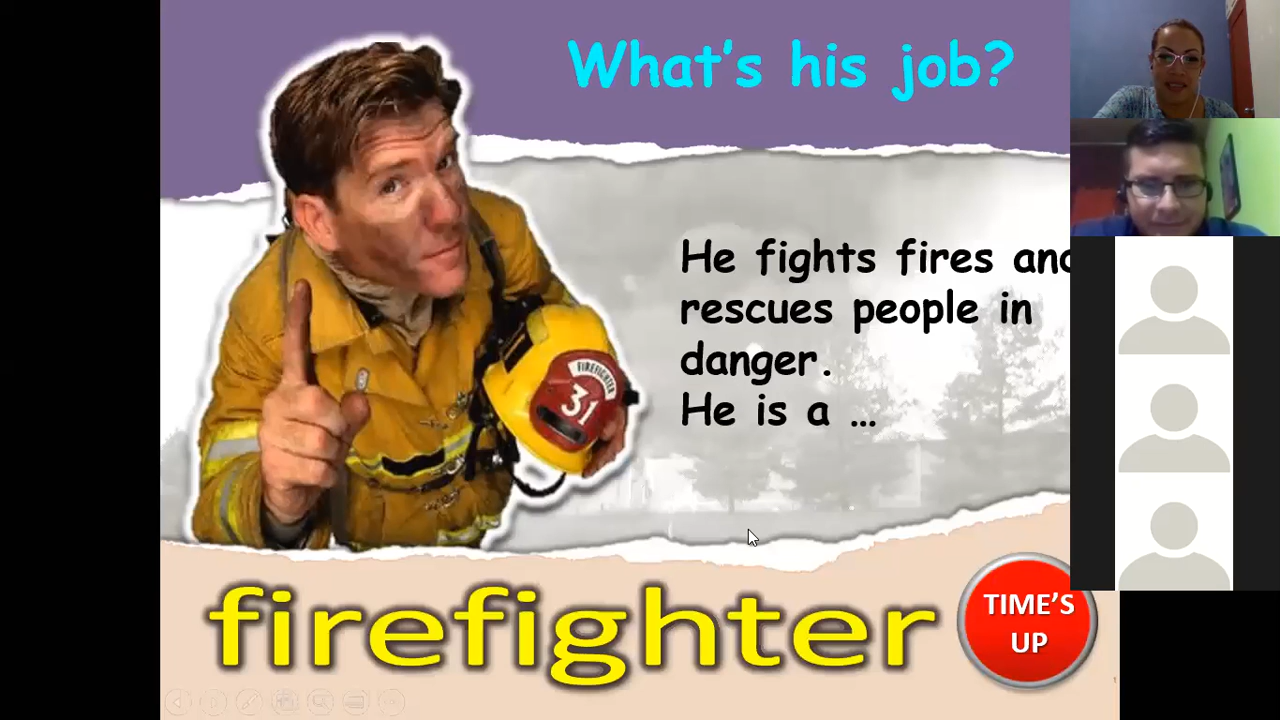 What's his job?
He fights fires and
rescues people in
danger.
He is a ...
FIREFIGHTER
31
firefighter
TIME'S
UP